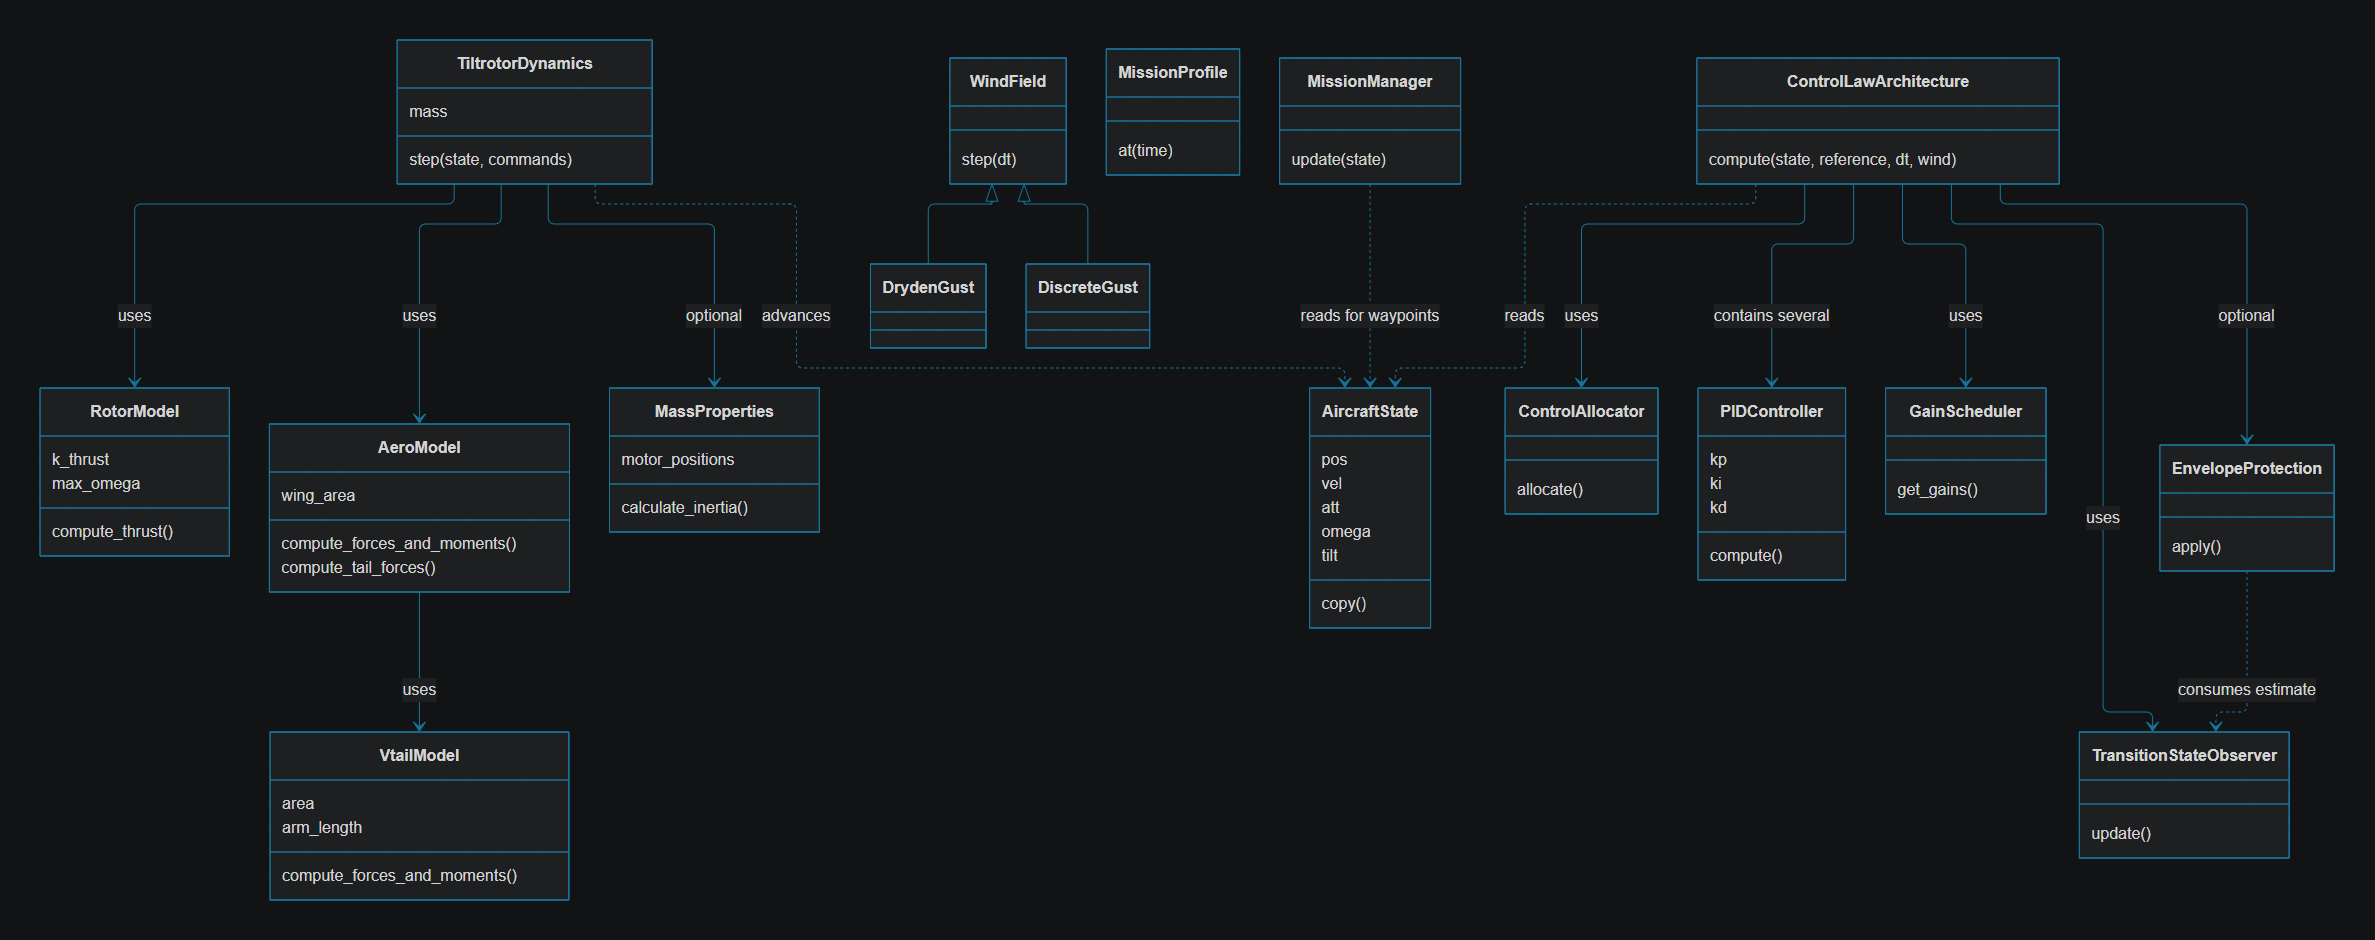 TiltrotorDynamics
mass
step(state, commands)
WindField
step(dt)
MissionProfile
at(time)
MissionManager
update(state)
ControlLawArchitecture
compute(state, reference, dt, wind)
DrydenGust
DiscreteGust
uses
uses
optional
advances
reads for waypoints
reads
uses
contains several
uses
optional
RotorModel
k_thrust
max_omega
compute_thrust()
AeroModel
wing_area
compute_forces_and_moments()
compute_tail_forces()
MassProperties
motor_positions
calculate_inertia()
AircraftState
pos
vel
att
omega
tilt
copy()
ControlAllocator
allocate()
PIDController
kp
ki
kd
compute()
GainScheduler
get_gains()
EnvelopeProtection
apply()
uses
uses
consumes estimate
VtailModel
area
arm_length
compute_forces_and_moments()
TransitionStateObserver
update()